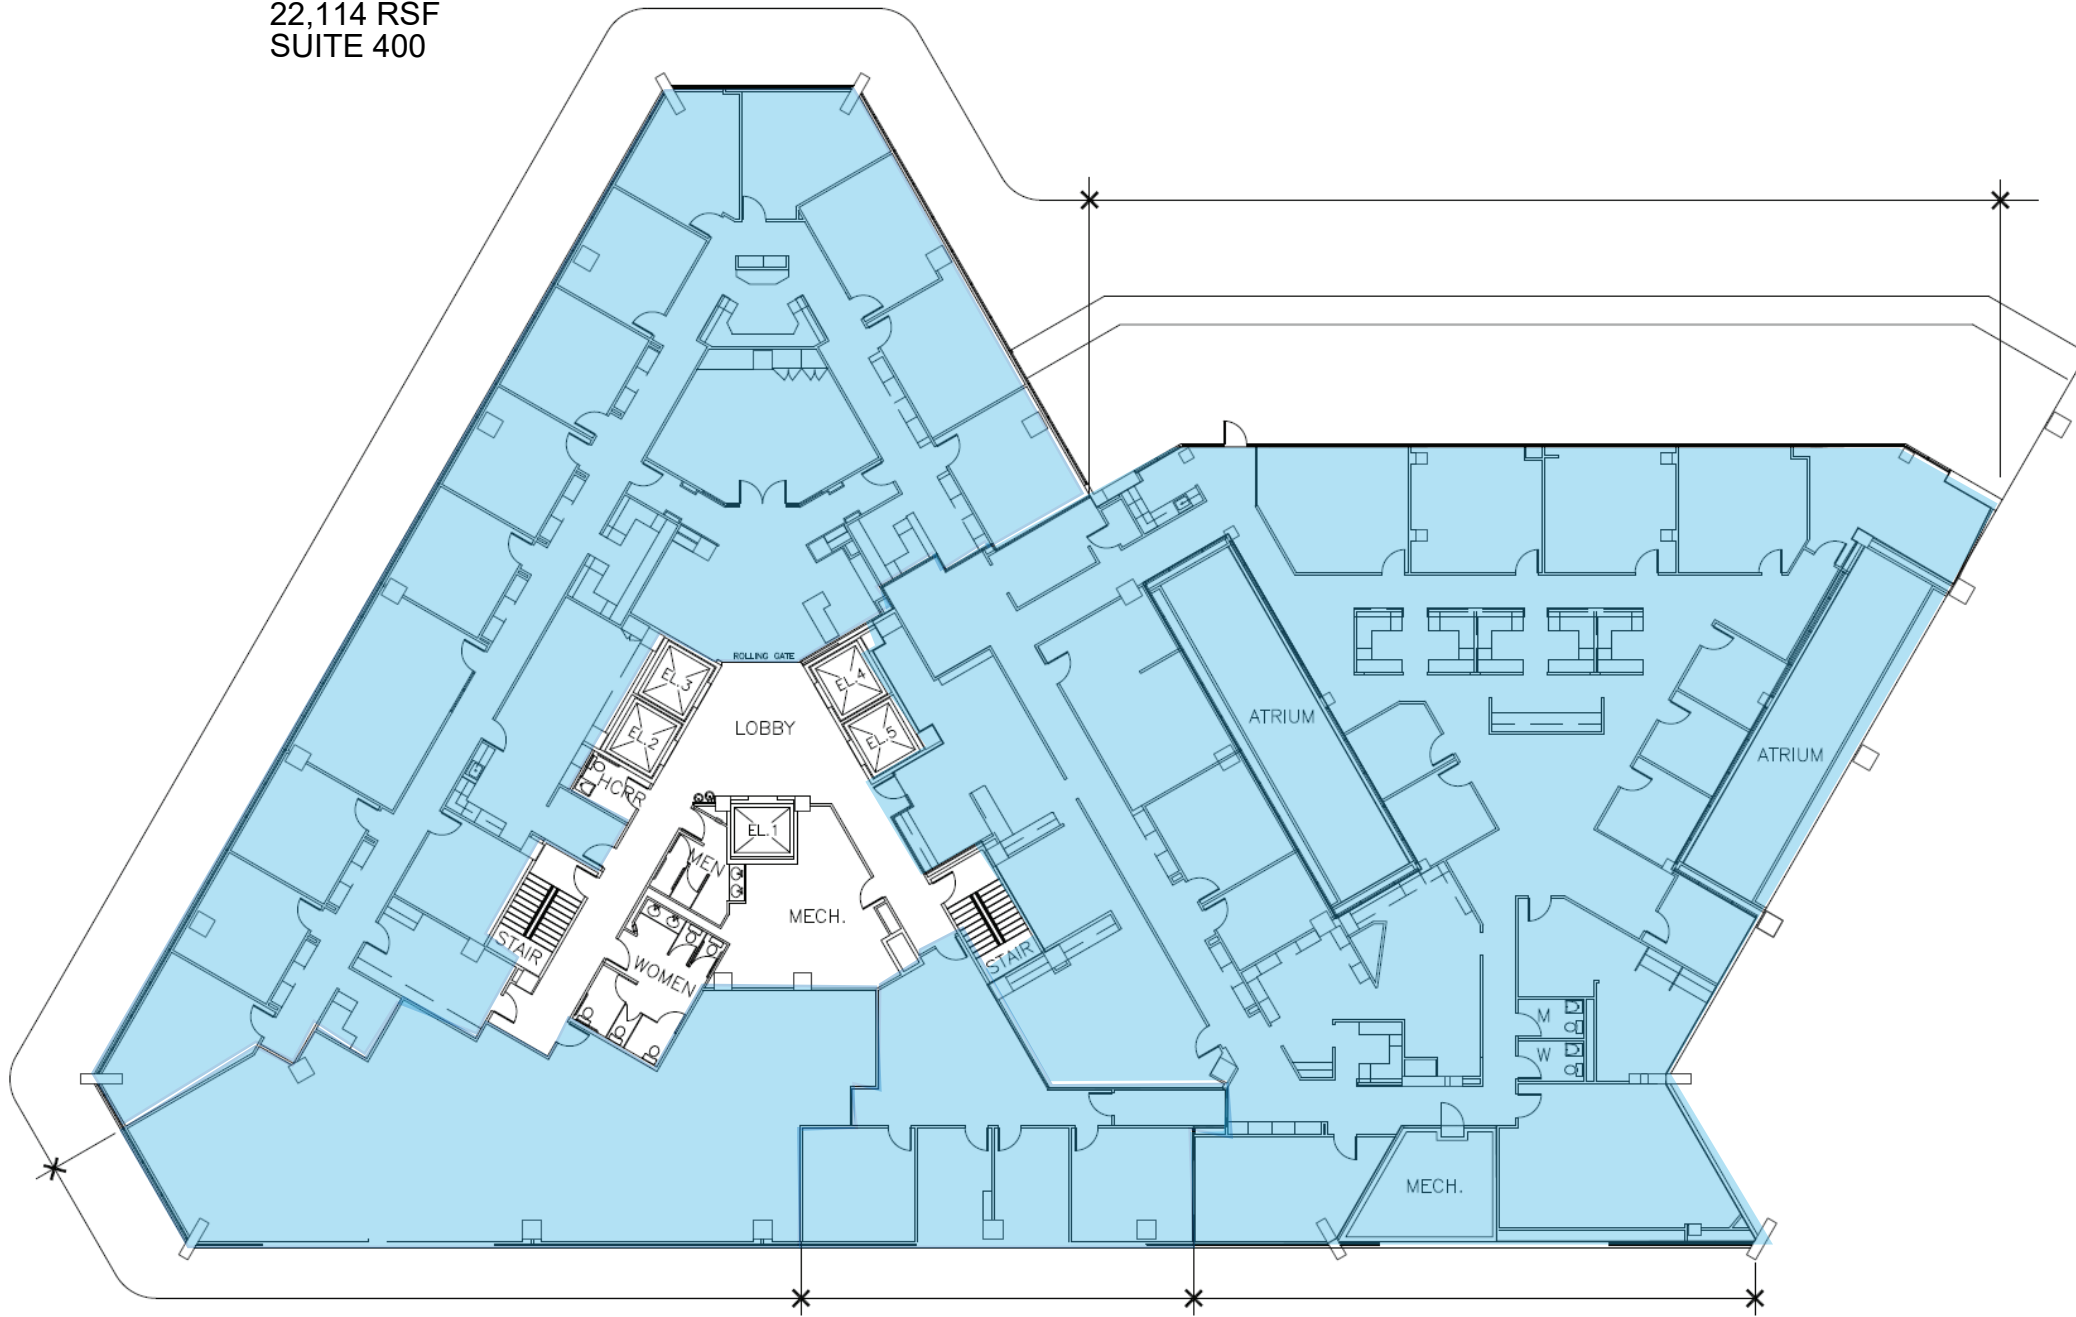 22,114 RSF
SUITE 400
ROLLING GATE
EL.3
EL.4
EL.2
LOBBY
EL.5
ATRIUM
ATRIUM
HCRR
EL.1
MEN
MECH.
STAIR
WOMEN
STAIR
M
W
MECH.